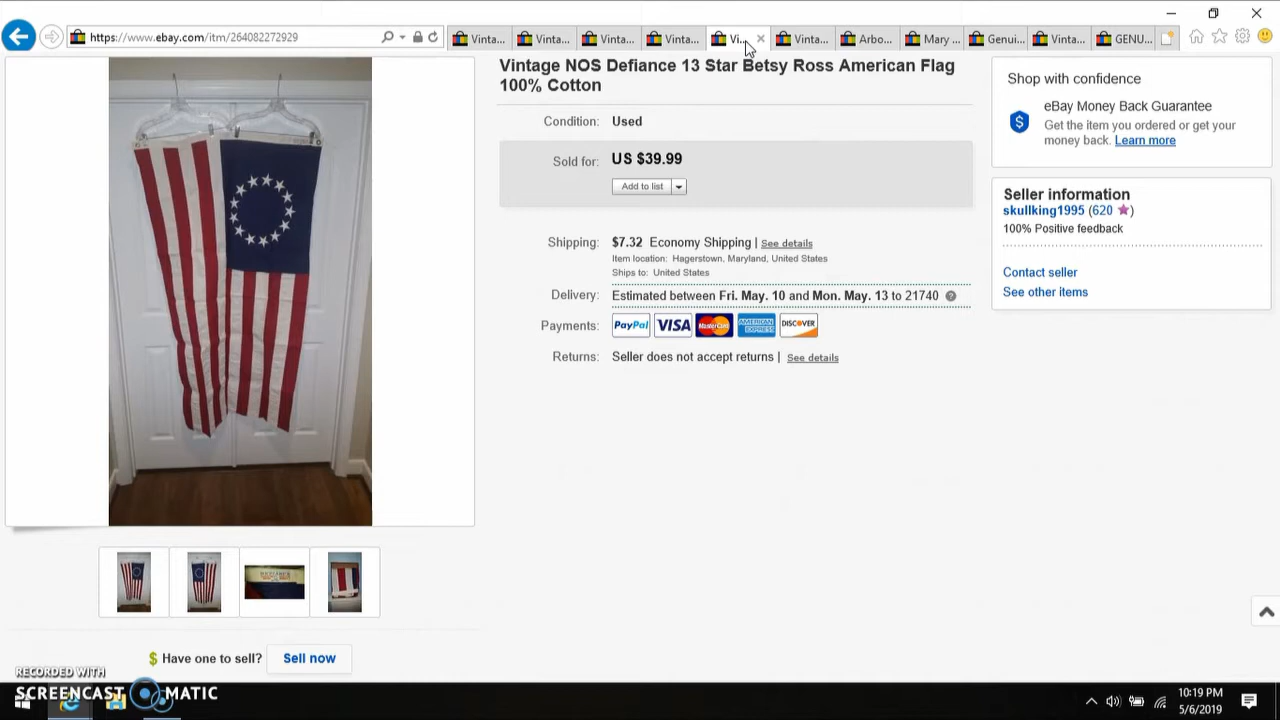 https://www.ebay.com/itm/264082272929
Vinta...
Vinta...
Vinta...
Vinta...
Vi...
Vinta...
Arbo...
Mary ...
Genui...
Vinta...
GENU...
Vintage NOS Defiance 13 Star Betsy Ross American Flag
100% Cotton
Condition: Used
Sold for: US $39.99
Add to list
Shipping: $7.32 Economy Shipping | See details
Item location: Hagerstown, Maryland, United States
Ships to: United States
Delivery: Estimated between Fri. May. 10 and Mon. May. 13 to 21740 ?
Payments: PayPal VISA MasterCard AMERICAN EXPRESS DISCOVER
Returns: Seller does not accept returns | See details
Shop with confidence
$
eBay Money Back Guarantee
Get the item you ordered or get your
money back. Learn more
Seller information
skullking1995 (620 ★)
100% Positive feedback
Contact seller
See other items
$ Have one to sell? Sell now
RECORDED WITH
SCREENCAST MATIC
10:19 PM
5/6/2019